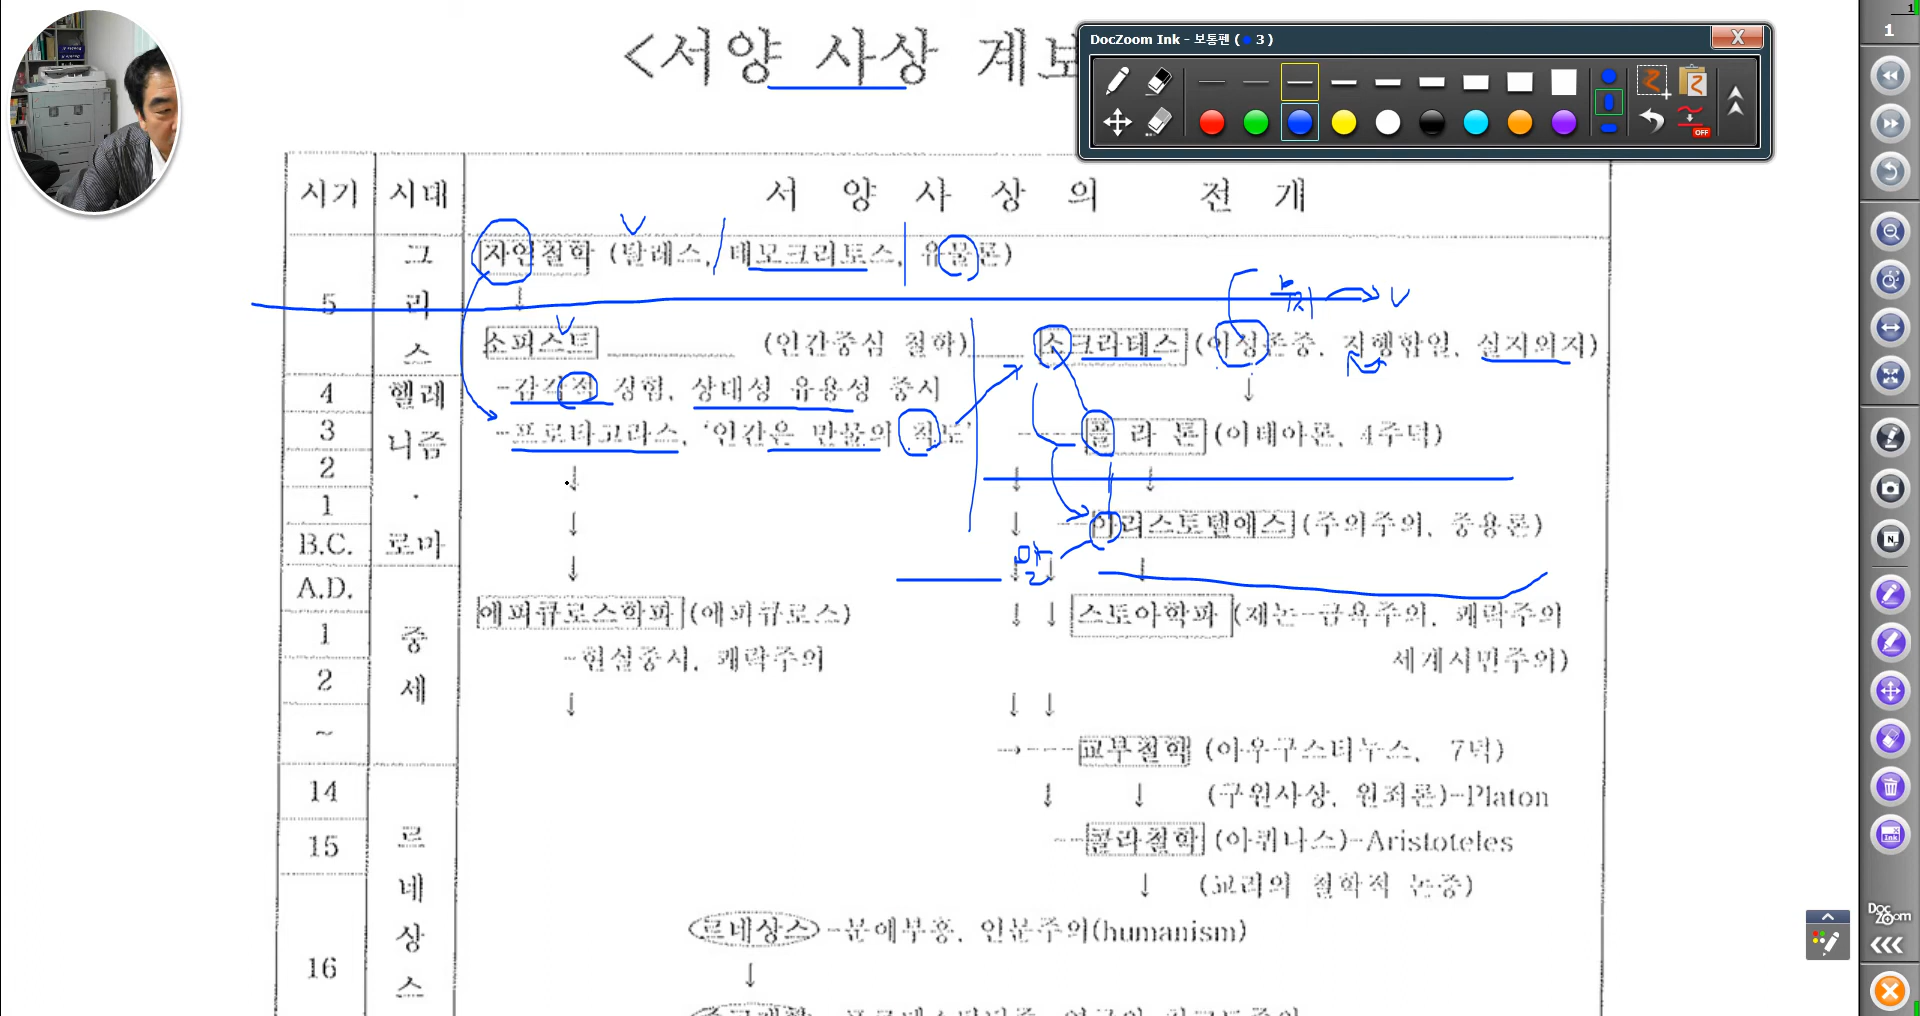 1
DocZoom Ink - 보통펜 ( 3 )
X
OFF
1
<서양 사상 계보
시기 시대 서 양 사 상 의 전 개
그 자연철학 (탈레스, 데모크리토스, 유물론)
5 리
스 소피스트 (인간중심 철학) 소크라테스 (이성론중, 지행합일, 실지의지)
4 헬레 -감각적 경험, 상대성 유용성 중시
3 니즘 -프로타고라스, '인간은 만물의 척도' 플 라 톤 (이데아론, 4주덕)
2
1 ·
B.C. 로마 아리스토텔레스 (주의주의, 중용론)
A.D.
1 중 에피큐로스학파 (에피큐로스) 스토아학파 (제논-금욕주의, 쾌락주의
2 세 -현실중시, 쾌락주의 세계시민주의)
~ 교부철학 (아우구스티누스, 7덕)
14 (구원사상, 원죄론)-Platon
15 르 스콜라철학 (아퀴나스)-Aristoteles
네 (교리의 철학적 논증)
상 르네상스 -문예부흥, 인문주의(humanism)
16 스
Doc Zoom